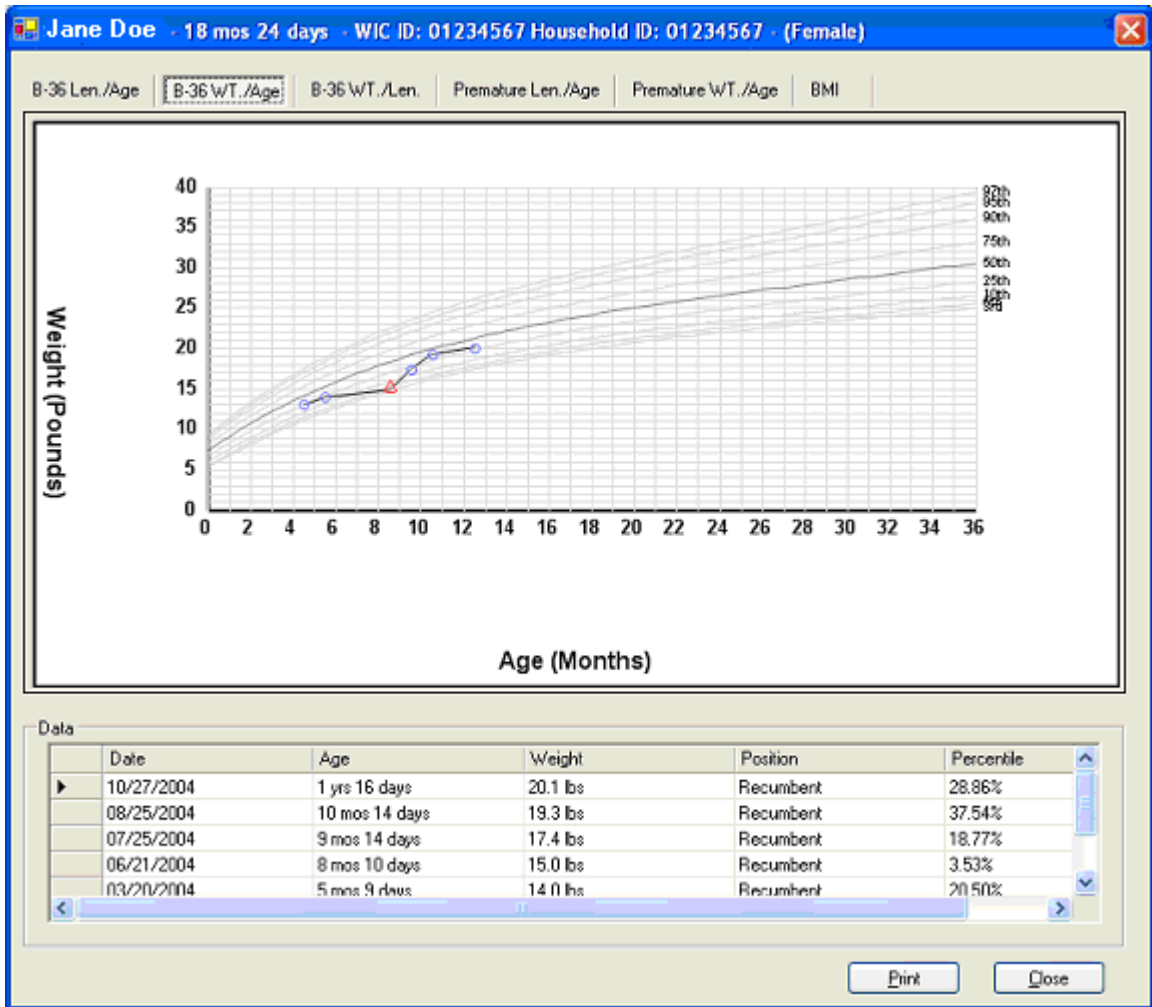 Jane Doe - 18 mos 24 days - WIC ID: 01234567 Household ID: 01234567 - (Female)
B-36 Len./Age B-36 WT./Age B-36 WT./Len. Premature Len./Age Premature WT./Age BMI
Weight (Pounds)
40
35
30
25
20
15
10
5
0
97th
95th
90th
75th
50th
25th
10th
3rd
0 2 4 6 8 10 12 14 16 18 20 22 24 26 28 30 32 34 36
Age (Months)
Data
Date Age Weight Position Percentile
10/27/2004 1 yrs 16 days 20.1 lbs Recumbent 28.86%
08/25/2004 10 mos 14 days 19.3 lbs Recumbent 37.54%
07/25/2004 9 mos 14 days 17.4 lbs Recumbent 18.77%
06/21/2004 8 mos 10 days 15.0 lbs Recumbent 3.53%
03/20/2004 5 mos 9 days 14.0 lbs Recumbent 20.50%
Print Close